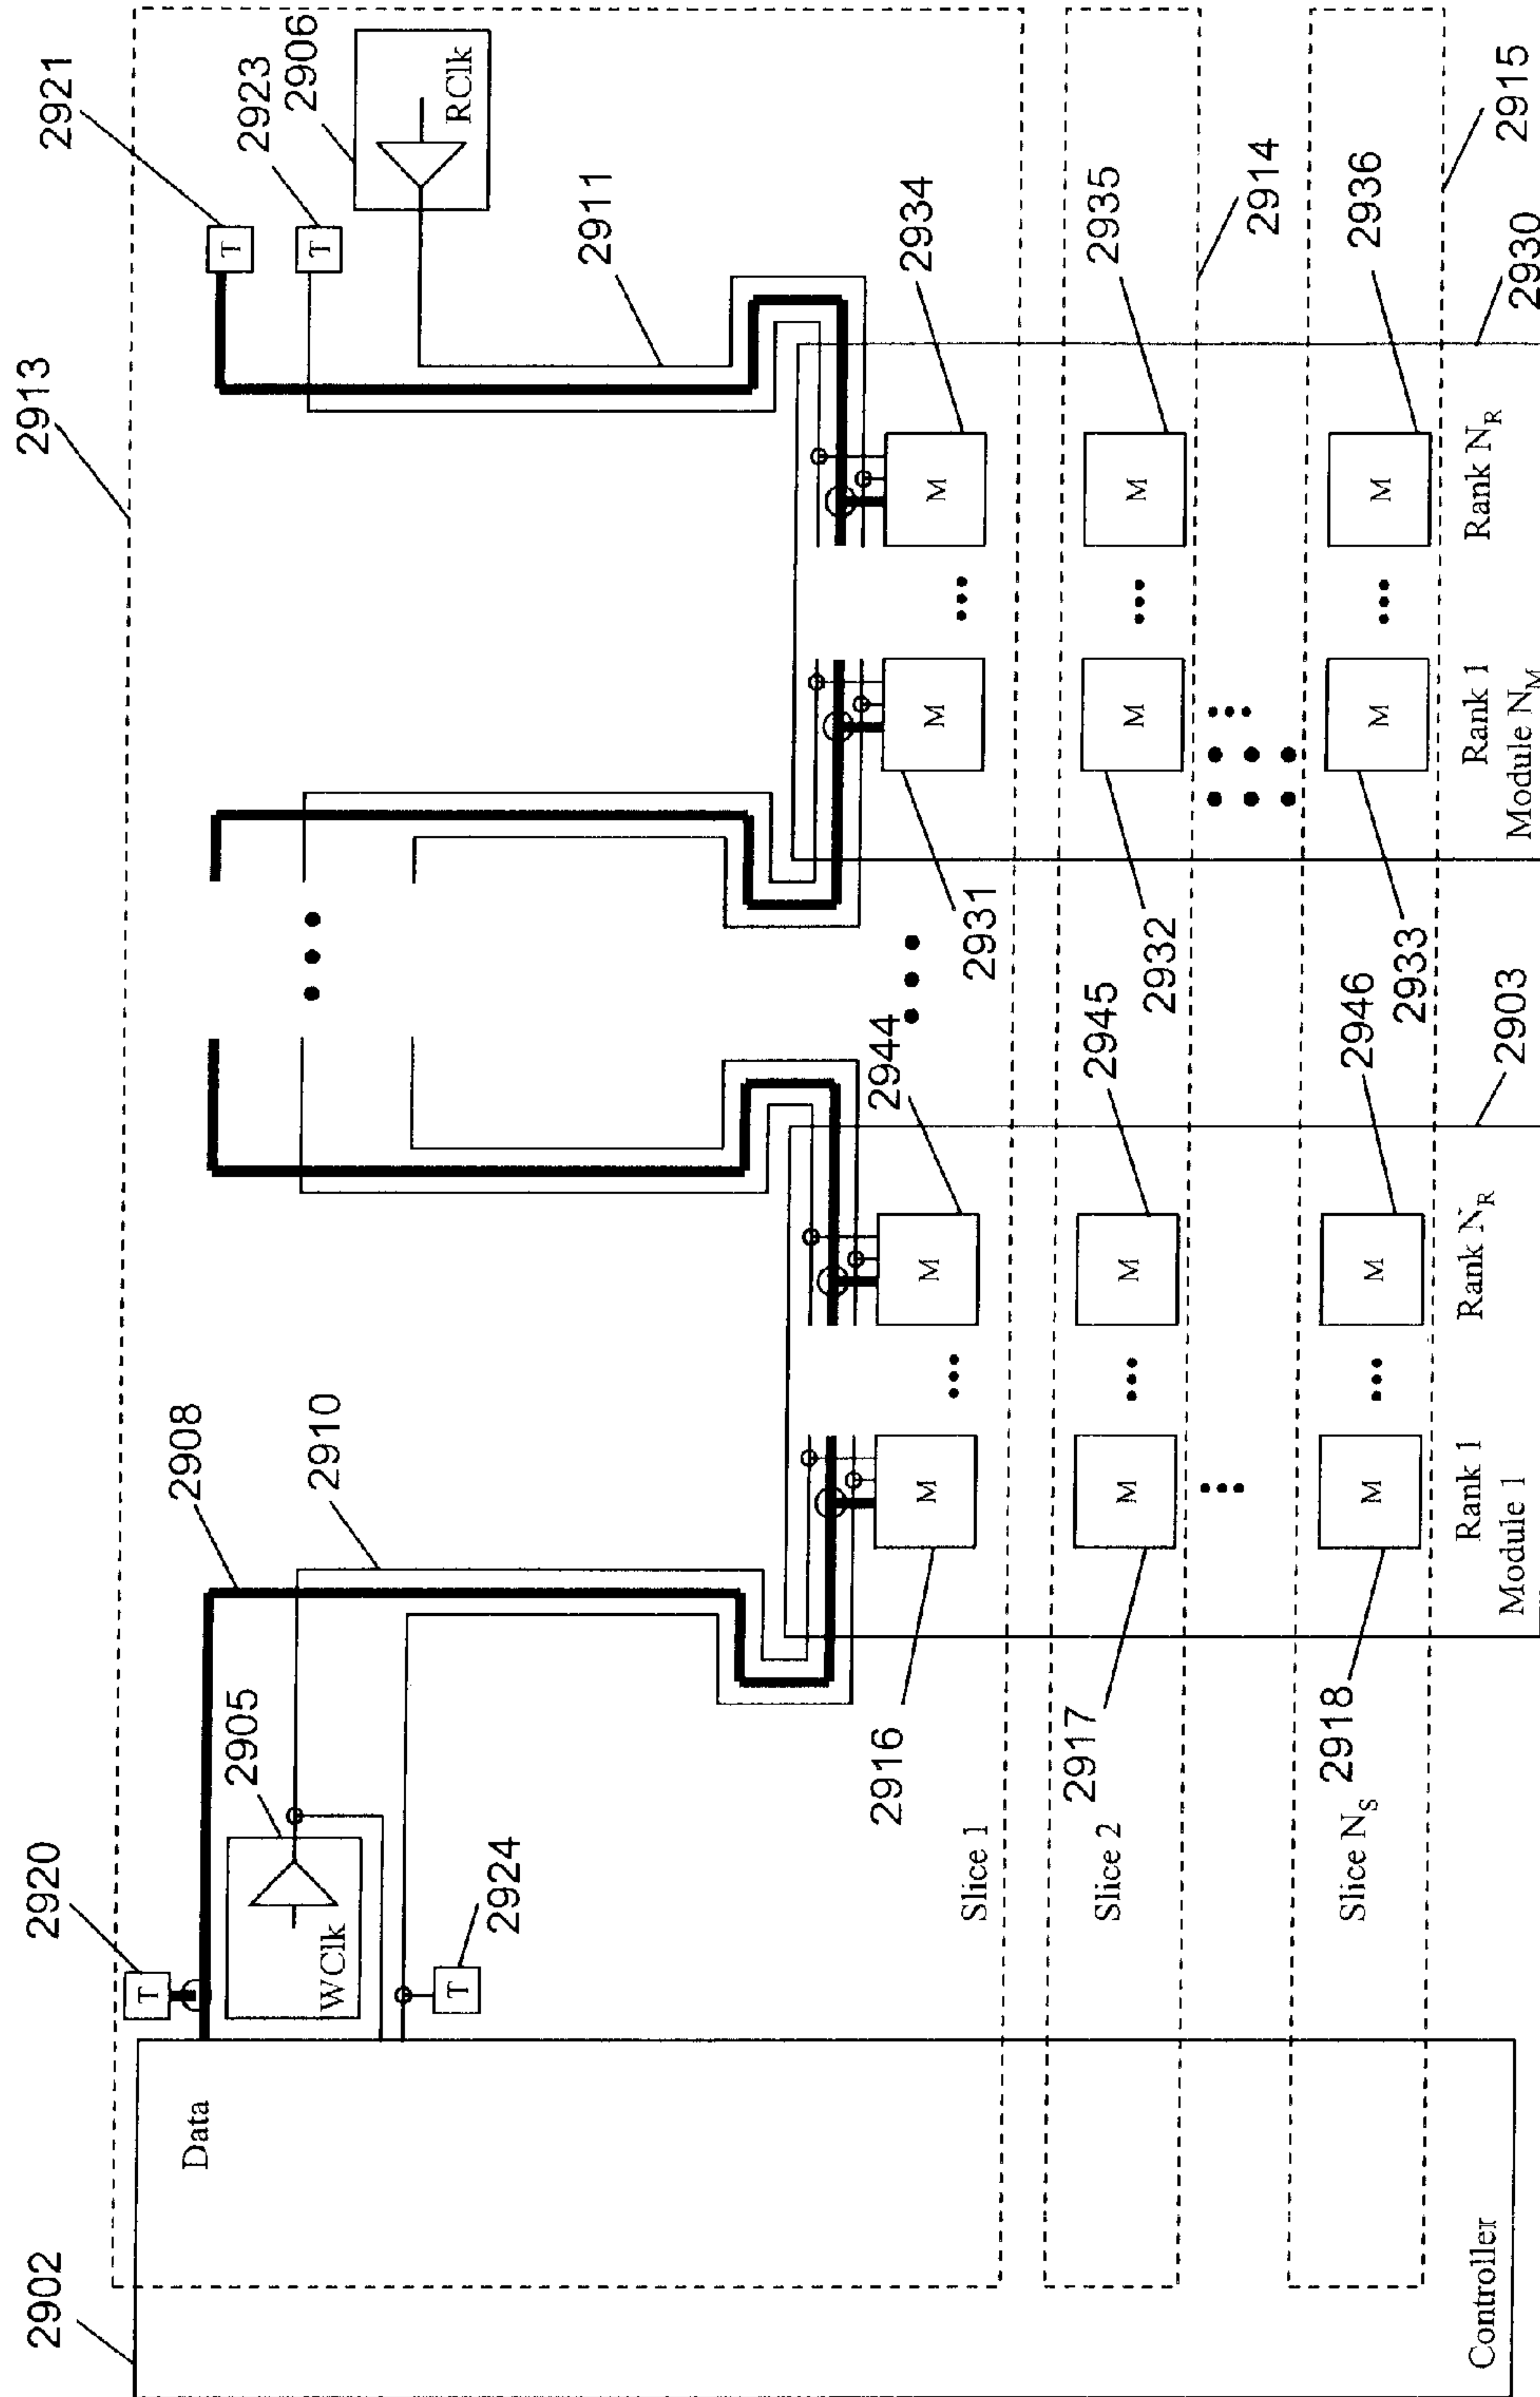 2902
Controller
Data
2913
2920
T
WClk
2905
2924
T
2908
2910
2921
T
2923
T
2906
RClk
2911
Slice 1
2916
M
•••
2944
M
•••
2931
M
•••
2934
M
Slice 2
2917
M
•••
2945
M
2932
M
•••
2935
M
2914
Slice N_S
2918
M
•••
2946
M
2933
M
•••
2936
M
2915
Rank 1
Module 1
Rank N_R
2903
Rank 1
Module N_M
Rank N_R
2930